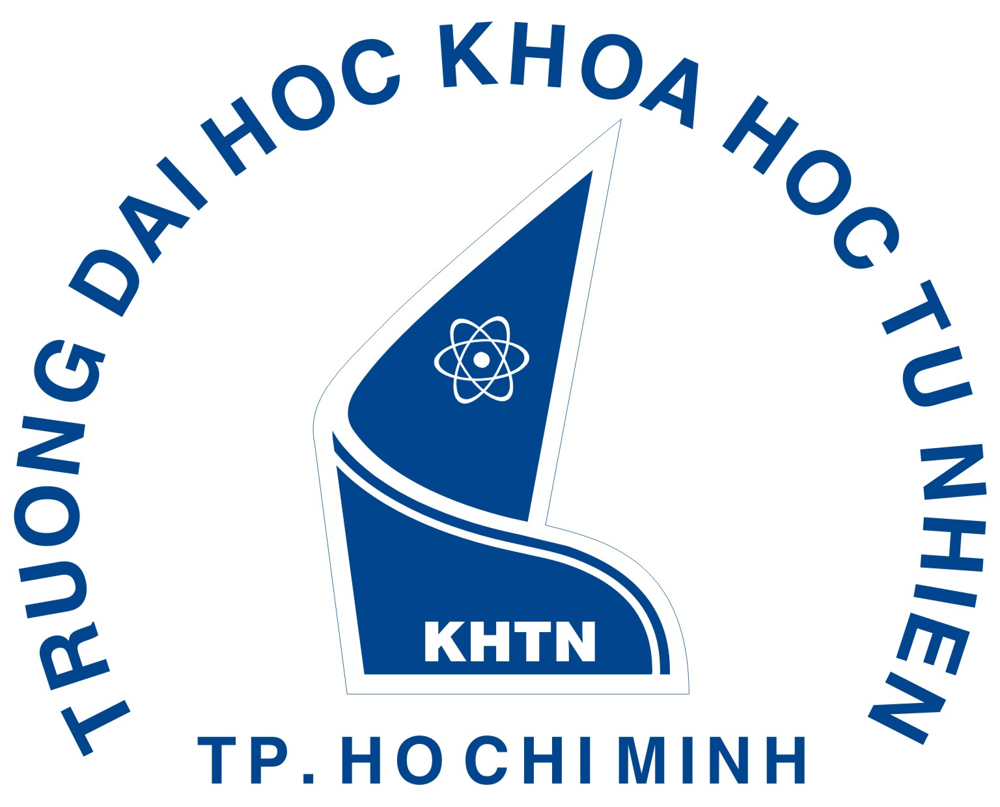 TRUONG DAI HOC KHOA HOC TU NHIEN
KHTN
TP. HO CHI MINH